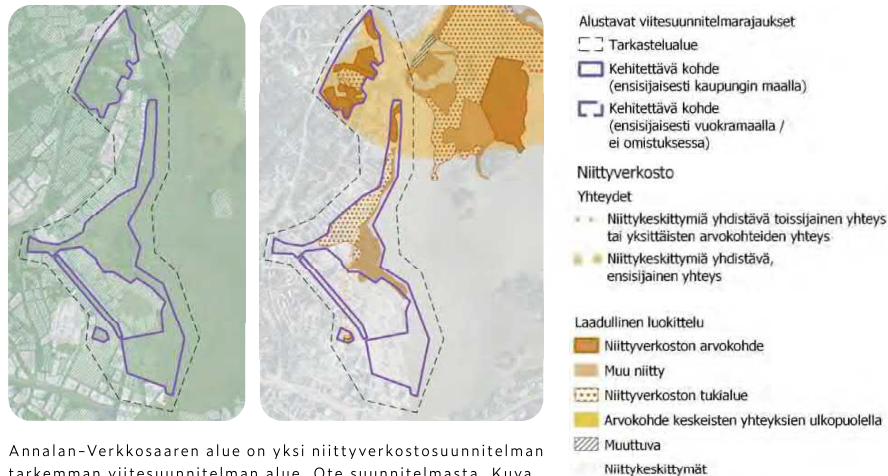 Alustavat viitesuunnitelmarajaukset
Tarkastelualue
Kehitettävä kohde
(ensisijaisesti kaupungin maalla)
Kehitettävä kohde
(ensisijaisesti vuokramaalla /
ei omistuksessa)
Niittyverkosto
Yhteydet
Niittykeskittymiä yhdistävä toissijainen yhteys
tai yksittäisten arvokohteiden yhteys
Niittykeskittymiä yhdistävä,
ensisijainen yhteys
Laadullinen luokittelu
Niittyverkoston arvokohde
Muu niitty
Niittyverkoston tukialue
Arvokohde keskeisten yhteyksien ulkopuolella
Muuttuva
Niittykeskittymät
Annalan-Verkkosaaren alue on yksi niittyverkostosuunnitelman
tarkemman viitesuunnitelman alue. Ote suunnitelmasta. Kuva